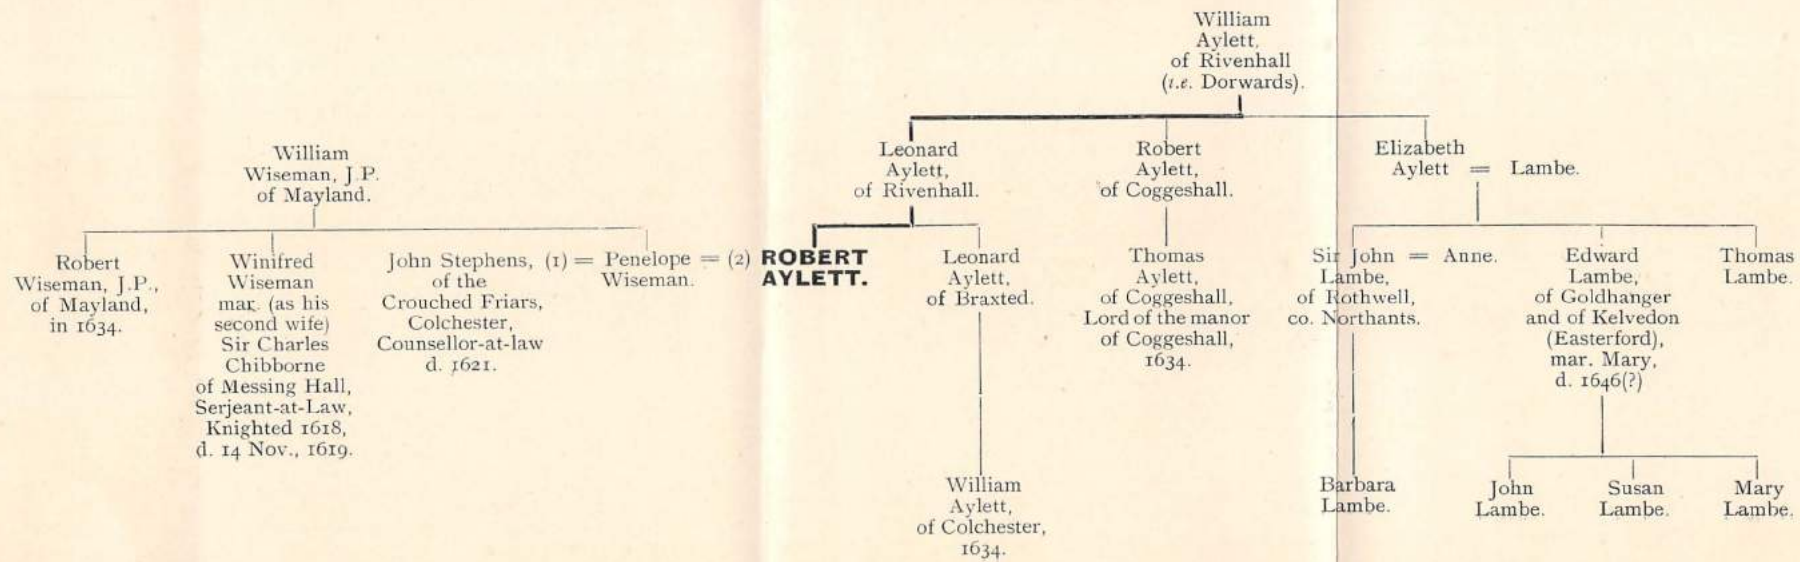 William
Aylett,
of Rivenhall
(i.e. Dorwards).
William
Wiseman, J.P.
of Mayland.
Leonard
Aylett,
of Rivenhall.
Robert
Aylett,
of Coggeshall.
Elizabeth
Aylett = Lambe.
Robert
Wiseman, J.P.,
of Mayland,
in 1634.
Winifred
Wiseman
mar. (as his
second wife)
Sir Charles
Chibborne
of Messing Hall,
Serjeant-at-Law,
Knighted 1618,
d. 14 Nov., 1619.
John Stephens, (1) = Penelope = (2) ROBERT
of the
Crouched Friars,
Colchester,
Counsellor-at-law
d. 1621.
Wiseman.
AYLETT.
Leonard
Aylett,
of Braxted.
Thomas
Aylett,
of Coggeshall,
Lord of the manor
of Coggeshall,
1634.
Sir John = Anne.
Lambe,
of Rothwell,
co. Northants.
Edward
Lambe,
of Goldhanger
and of Kelvedon
(Easterford),
mar. Mary,
d. 1646(?)
Thomas
Lambe.
William
Aylett,
of Colchester,
1634.
Barbara
Lambe.
John
Lambe.
Susan
Lambe.
Mary
Lambe.